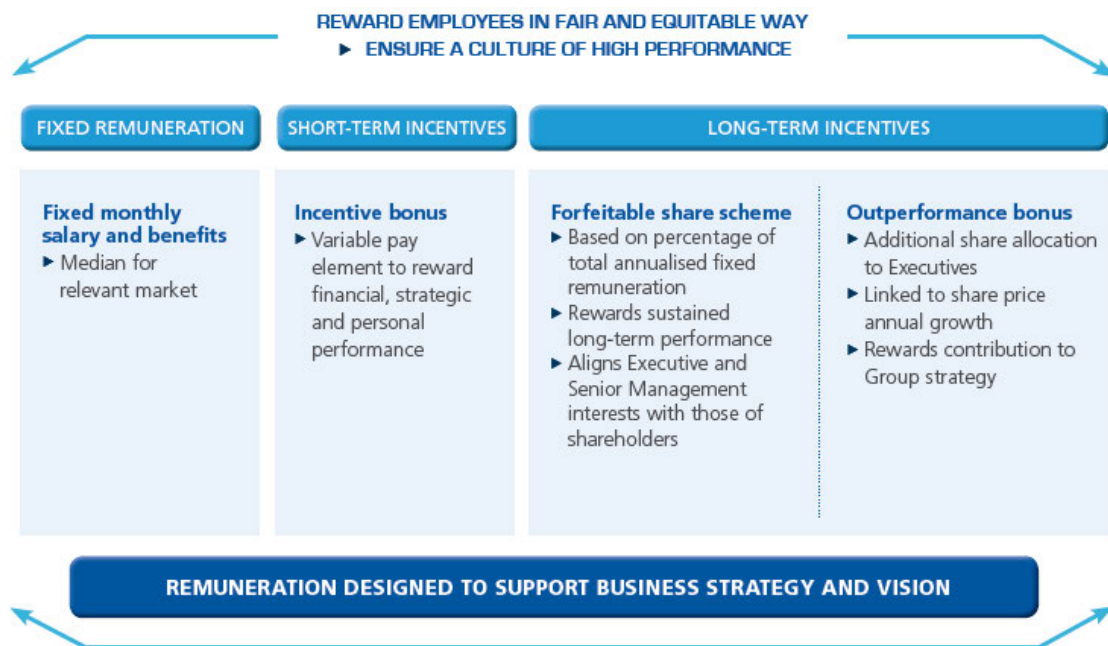 REWARD EMPLOYEES IN FAIR AND EQUITABLE WAY
► ENSURE A CULTURE OF HIGH PERFORMANCE
FIXED REMUNERATION
SHORT-TERM INCENTIVES
LONG-TERM INCENTIVES
Fixed monthly
salary and benefits
► Median for
relevant market
Incentive bonus
► Variable pay
element to reward
financial, strategic
and personal
performance
Forfeitable share scheme
► Based on percentage of
total annualised fixed
remuneration
► Rewards sustained
long-term performance
► Aligns Executive and
Senior Management
interests with those of
shareholders
Outperformance bonus
► Additional share allocation
to Executives
► Linked to share price
annual growth
► Rewards contribution to
Group strategy
REMUNERATION DESIGNED TO SUPPORT BUSINESS STRATEGY AND VISION